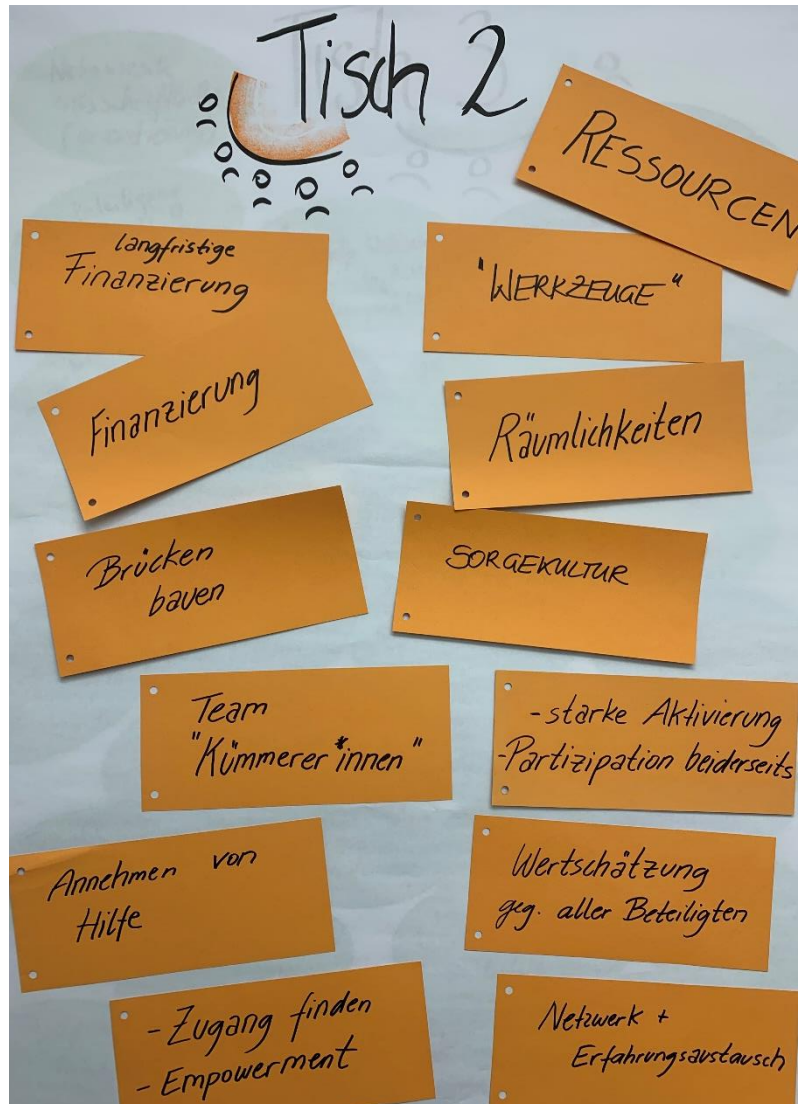 Tisch 2
RESSOURCEN
langfristige
Finanzierung
"WERKZEUGE"
Finanzierung
Räumlichkeiten
Brücken
bauen
SORGEKULTUR
Team
"Kümmerer*innen"
- starke Aktivierung
- Partizipation beiderseits
Annehmen von
Hilfe
Wertschätzung
geg. aller Beteiligten
- Zugang finden
- Empowerment
Netzwerk +
Erfahrungsaustausch